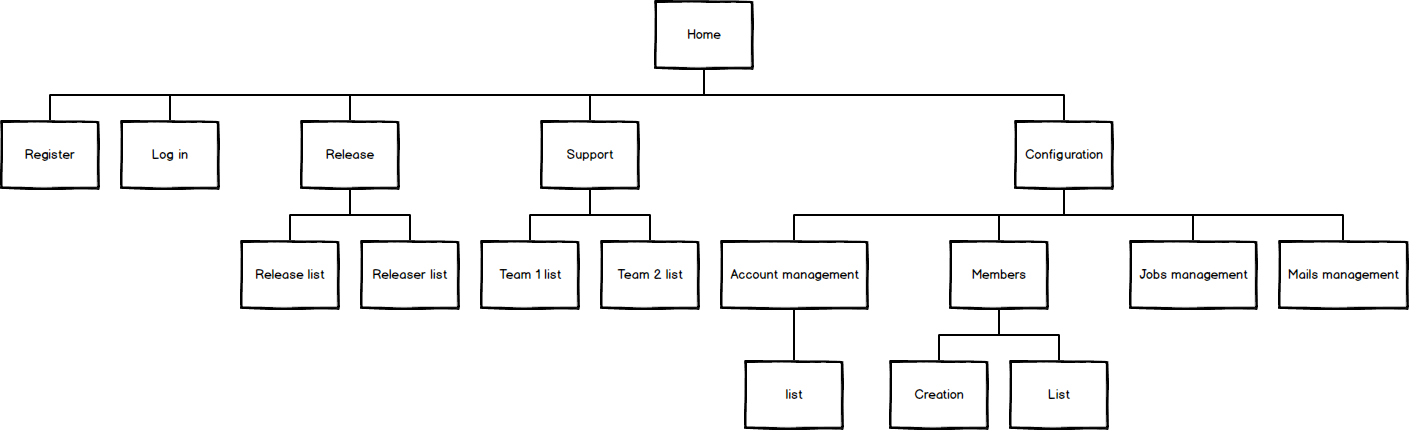 Home
Register
Log in
Release
Support
Configuration
Release list
Releaser list
Team 1 list
Team 2 list
Account management
Members
Jobs management
Mails management
list
Creation
List